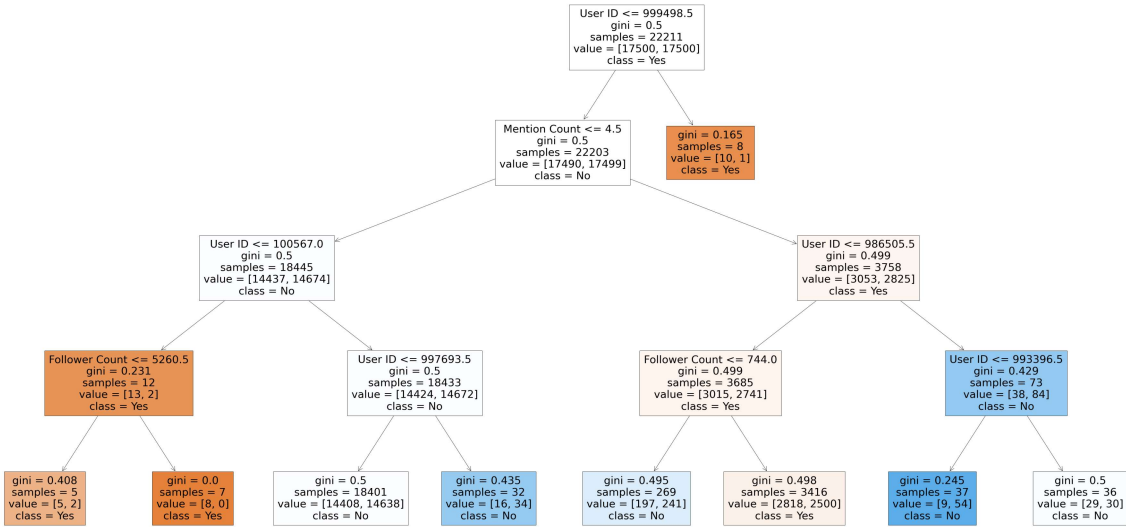 User ID <= 999498.5
gini = 0.5
samples = 22211
value = [17500, 17500]
class = Yes
Mention Count <= 4.5
gini = 0.5
samples = 22203
value = [17490, 17499]
class = No
gini = 0.165
samples = 8
value = [10, 1]
class = Yes
User ID <= 100567.0
gini = 0.5
samples = 18445
value = [14437, 14674]
class = No
User ID <= 986505.5
gini = 0.499
samples = 3758
value = [3053, 2825]
class = Yes
Follower Count <= 5260.5
gini = 0.231
samples = 12
value = [13, 2]
class = Yes
User ID <= 997693.5
gini = 0.5
samples = 18433
value = [14424, 14672]
class = No
Follower Count <= 744.0
gini = 0.499
samples = 3685
value = [3015, 2741]
class = Yes
User ID <= 993396.5
gini = 0.429
samples = 73
value = [38, 84]
class = No
gini = 0.408
samples = 5
value = [5, 2]
class = Yes
gini = 0.0
samples = 7
value = [8, 0]
class = Yes
gini = 0.5
samples = 18401
value = [14408, 14638]
class = No
gini = 0.435
samples = 32
value = [16, 34]
class = No
gini = 0.495
samples = 269
value = [197, 241]
class = No
gini = 0.498
samples = 3416
value = [2818, 2500]
class = Yes
gini = 0.245
samples = 37
value = [9, 54]
class = No
gini = 0.5
samples = 36
value = [29, 30]
class = No